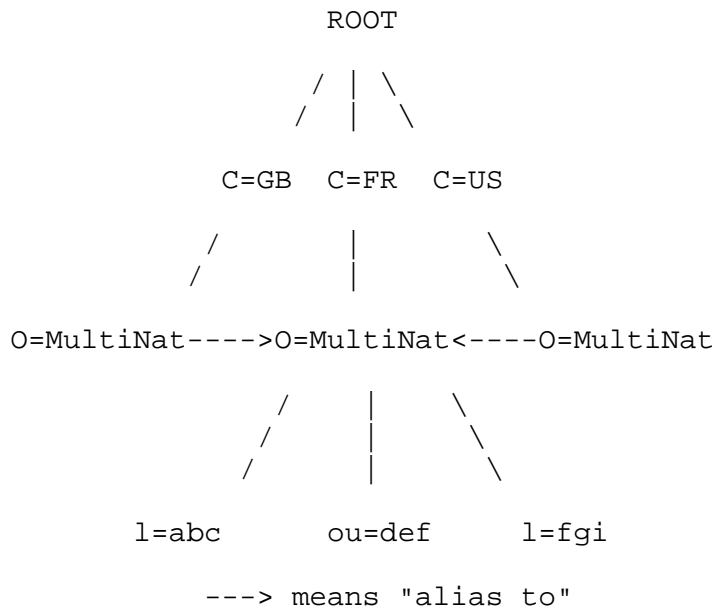 ROOT
/ | \
/ | \
C=GB C=FR C=US
/ | \
/ | \
O=MultiNat---->O=MultiNat<----O=MultiNat
/ | \
/ | \
/ | \
l=abc ou=def l=fgi
---> means "alias to"